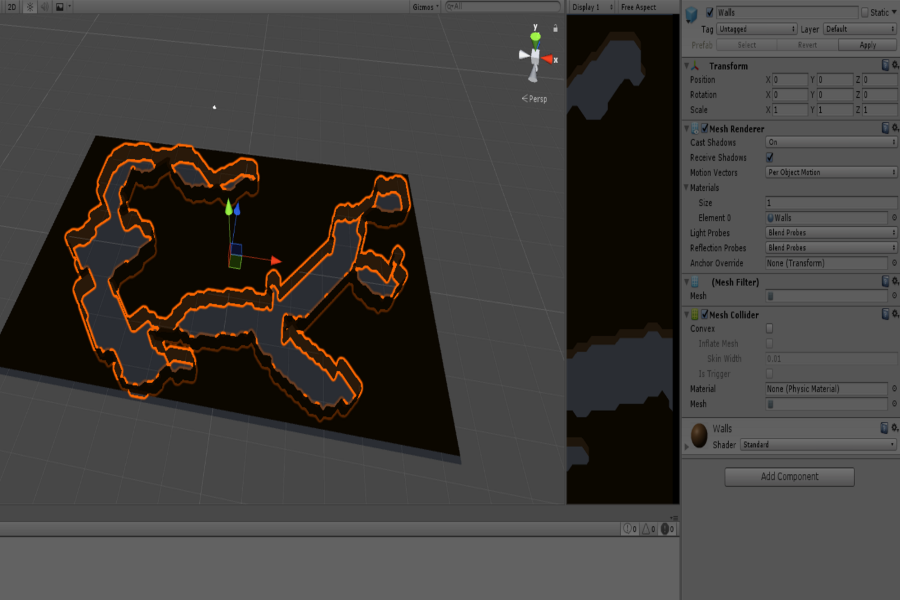 2D
Gizmos
All
y
x
Persp
Display 1
Free Aspect
0
0
0
Walls
Static
Tag
Untagged
Layer
Default
Prefab
Select
Revert
Apply
Transform
Position
X 0
Y 0
Z 0
Rotation
X 0
Y 0
Z 0
Scale
X 1
Y 1
Z 1
Mesh Renderer
Cast Shadows
On
Receive Shadows
Motion Vectors
Per Object Motion
Materials
Size
1
Element 0
Walls
Light Probes
Blend Probes
Reflection Probes
Blend Probes
Anchor Override
None (Transform)
(Mesh Filter)
Mesh
Mesh Collider
Convex
Inflate Mesh
Skin Width
0.01
Is Trigger
Material
None (Physic Material)
Mesh
Walls
Shader
Standard
Add Component